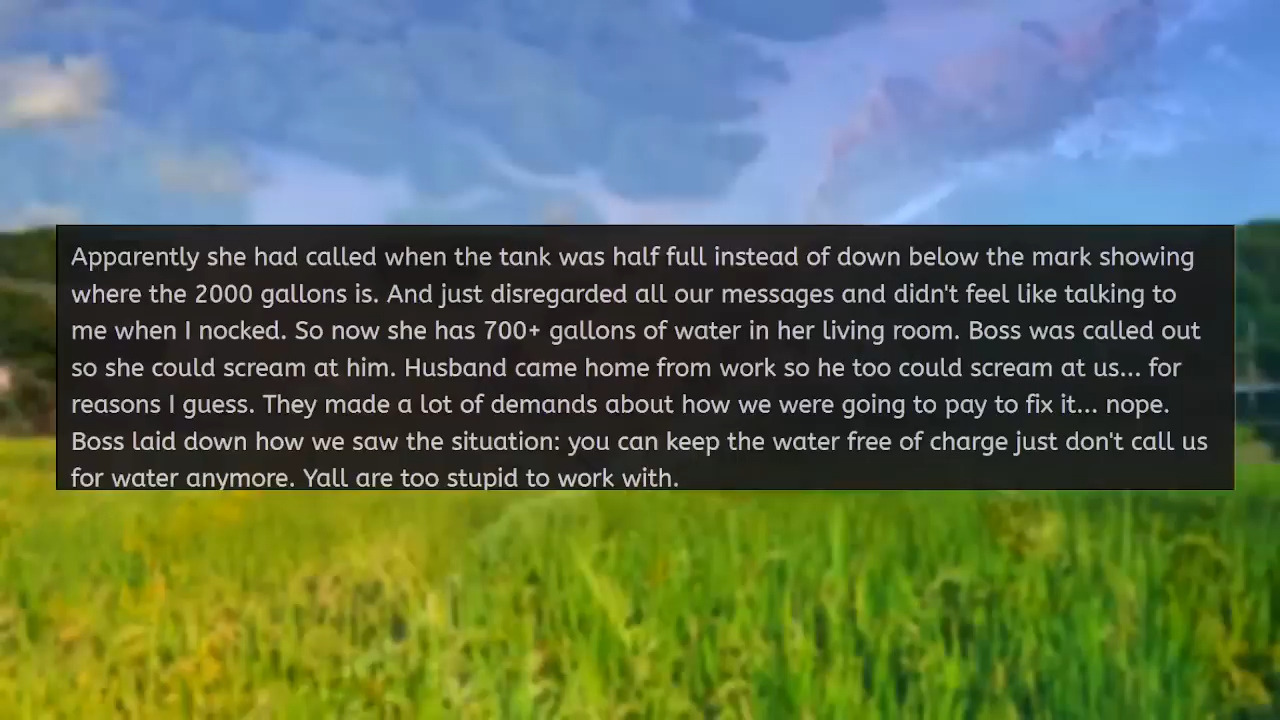 Apparently she had called when the tank was half full instead of down below the mark showing
where the 2000 gallons is. And just disregarded all our messages and didn't feel like talking to
me when I nocked. So now she has 700+ gallons of water in her living room. Boss was called out
so she could scream at him. Husband came home from work so he too could scream at us... for
reasons I guess. They made a lot of demands about how we were going to pay to fix it... nope.
Boss laid down how we saw the situation: you can keep the water free of charge just don't call us
for water anymore. Yall are too stupid to work with.